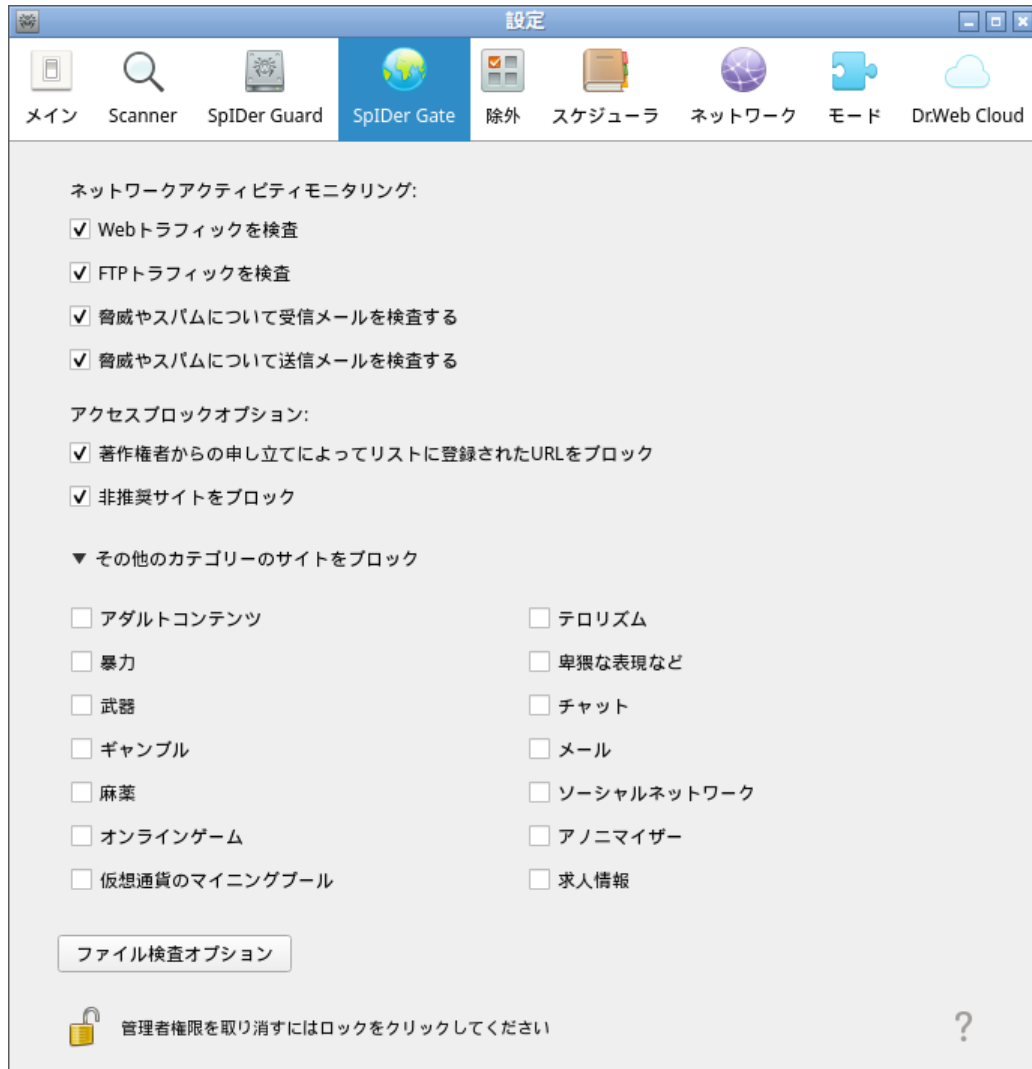 設定
メイン Scanner SpIDer Guard SpIDer Gate 除外 スケジューラ ネットワーク モード Dr.Web Cloud
ネットワークアクティビティモニタリング:
Webトラフィックを検査
FTPトラフィックを検査
脅威やスパムについて受信メールを検査する
脅威やスパムについて送信メールを検査する
アクセスブロックオプション:
著作権者からの申し立てによってリストに登録されたURLをブロック
非推奨サイトをブロック
その他のカテゴリーのサイトをブロック
アダルトコンテンツ テロリズム
暴力 卑猥な表現など
武器 チャット
ギャンブル メール
麻薬 ソーシャルネットワーク
オンラインゲーム アノニマイザー
仮想通貨のマイニングプール 求人情報
ファイル検査オプション
管理者権限を取り消すにはロックをクリックしてください ?